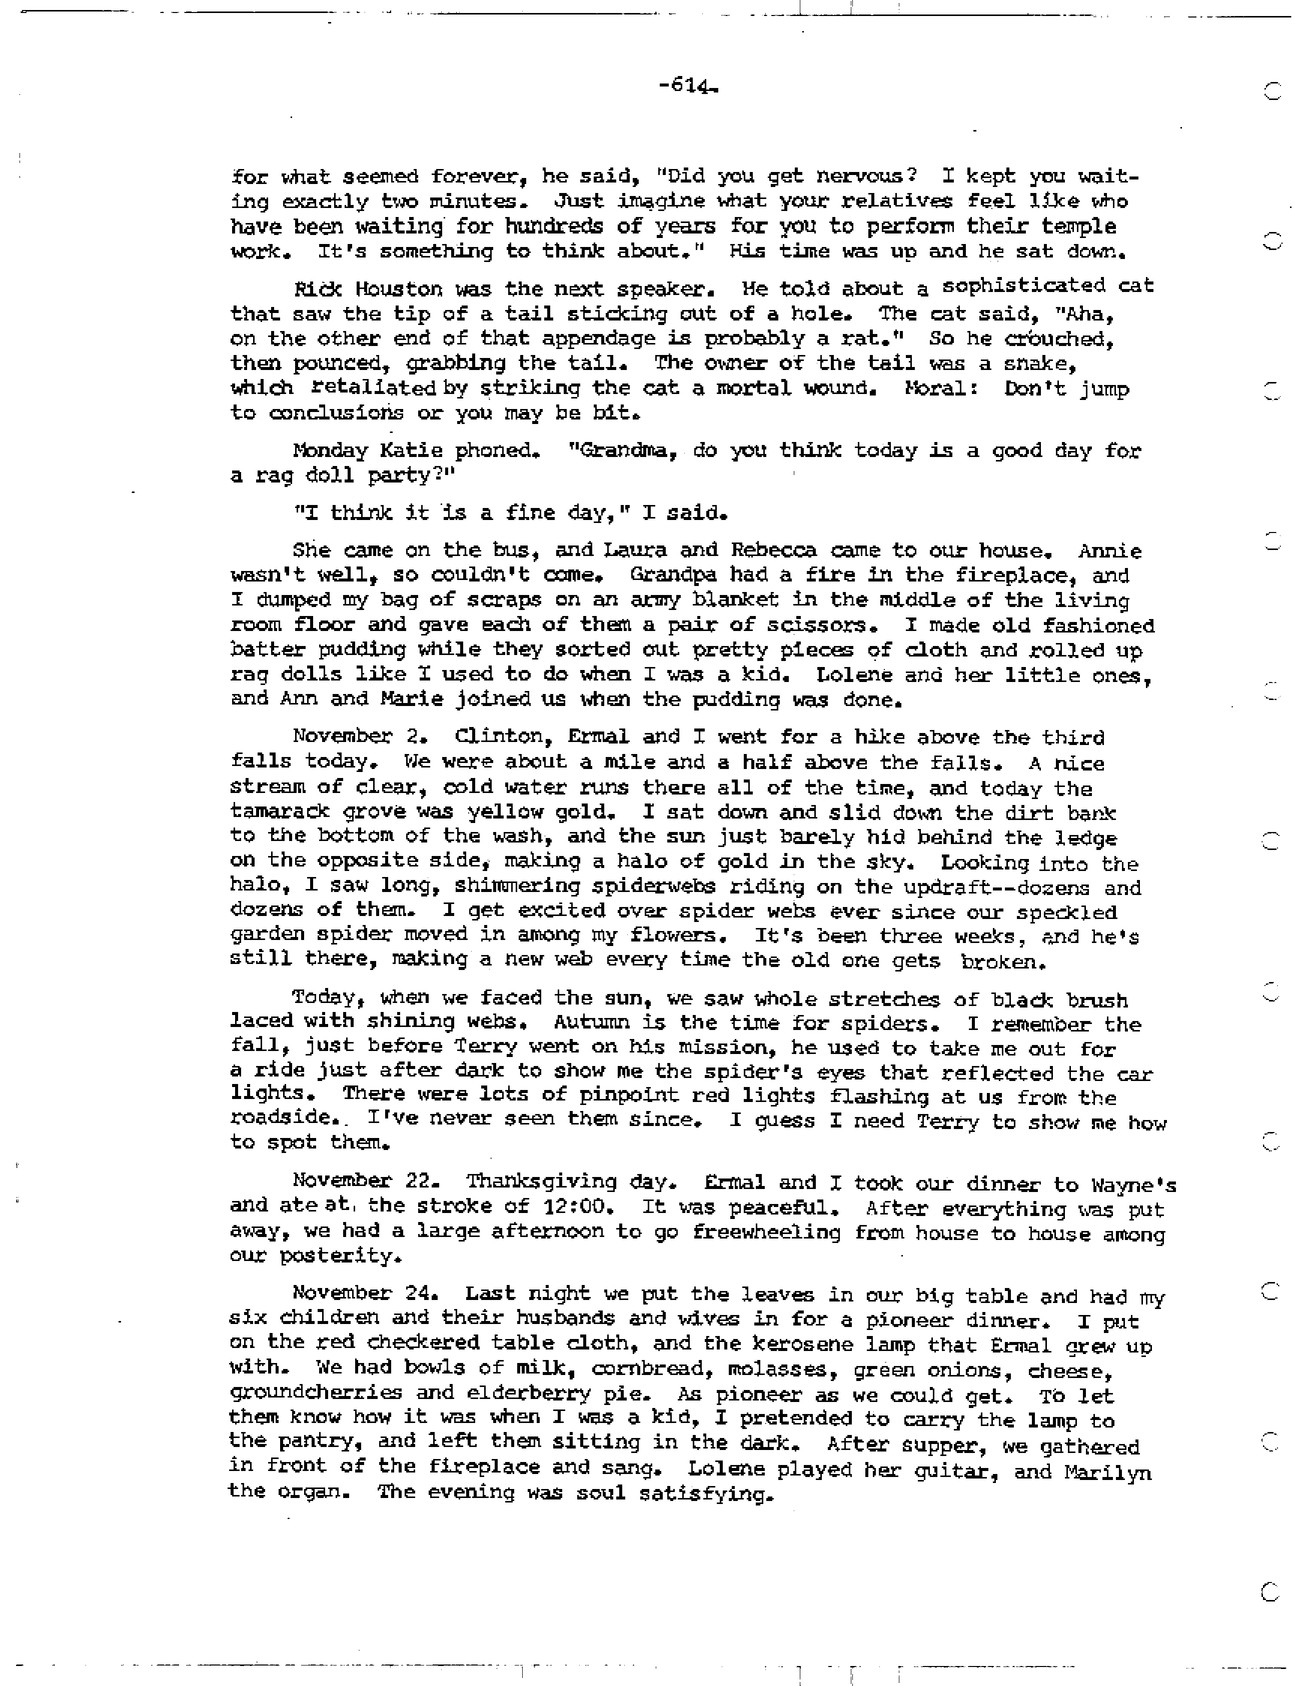 -614-
for what seemed forever, he said, "Did you get nervous?  I kept you wait-
ing exactly two minutes.  Just imagine what your relatives feel like who
have been waiting for hundreds of years for you to perform their temple
work.  It's something to think about."  His time was up and he sat down.
Rick Houston was the next speaker.  He told about a sophisticated cat
that saw the tip of a tail sticking out of a hole.  The cat said, "Aha,
on the other end of that appendage is probably a rat."  So he crouched,
then pounced, grabbing the tail.  The owner of the tail was a snake,
which retaliated by striking the cat a mortal wound.  Moral:  Don't jump
to conclusions or you may be bit.
Monday Katie phoned.  "Grandma, do you think today is a good day for
a rag doll party?"
"I think it is a fine day," I said.
She came on the bus, and Laura and Rebecca came to our house.  Annie
wasn't well, so couldn't come.  Grandpa had a fire in the fireplace, and
I dumped my bag of scraps on an army blanket in the middle of the living
room floor and gave each of them a pair of scissors.  I made old fashioned
batter pudding while they sorted out pretty pieces of cloth and rolled up
rag dolls like I used to do when I was a kid.  Lolene and her little ones,
and Ann and Marie joined us when the pudding was done.
November 2.  Clinton, Ermal and I went for a hike above the third
falls today.  We were about a mile and a half above the falls.  A nice
stream of clear, cold water runs there all of the time, and today the
tamarack grove was yellow gold.  I sat down and slid down the dirt bank
to the bottom of the wash, and the sun just barely hid behind the ledge
on the opposite side, making a halo of gold in the sky.  Looking into the
halo, I saw long, shimmering spiderwebs riding on the updraft--dozens and
dozens of them.  I get excited over spider webs ever since our speckled
garden spider moved in among my flowers.  It's been three weeks, and he's
still there, making a new web every time the old one gets broken.
Today, when we faced the sun, we saw whole stretches of black brush
laced with shining webs.  Autumn is the time for spiders.  I remember the
fall, just before Terry went on his mission, he used to take me out for
a ride just after dark to show me the spider's eyes that reflected the car
lights.  There were lots of pinpoint red lights flashing at us from the
roadside.  I've never seen them since.  I guess I need Terry to show me how
to spot them.
November 22.  Thanksgiving day.  Ermal and I took our dinner to Wayne's
and ate at the stroke of 12:00.  It was peaceful.  After everything was put
away, we had a large afternoon to go freewheeling from house to house among
our posterity.
November 24.  Last night we put the leaves in our big table and had my
six children and their husbands and wives in for a pioneer dinner.  I put
on the red checkered table cloth, and the kerosene lamp that Ermal grew up
with.  We had bowls of milk, cornbread, molasses, green onions, cheese,
groundcherries and elderberry pie.  As pioneer as we could get.  To let
them know how it was when I was a kid, I pretended to carry the lamp to
the pantry, and left them sitting in the dark.  After supper, we gathered
in front of the fireplace and sang.  Lolene played her guitar, and Marilyn
the organ.  The evening was soul satisfying.